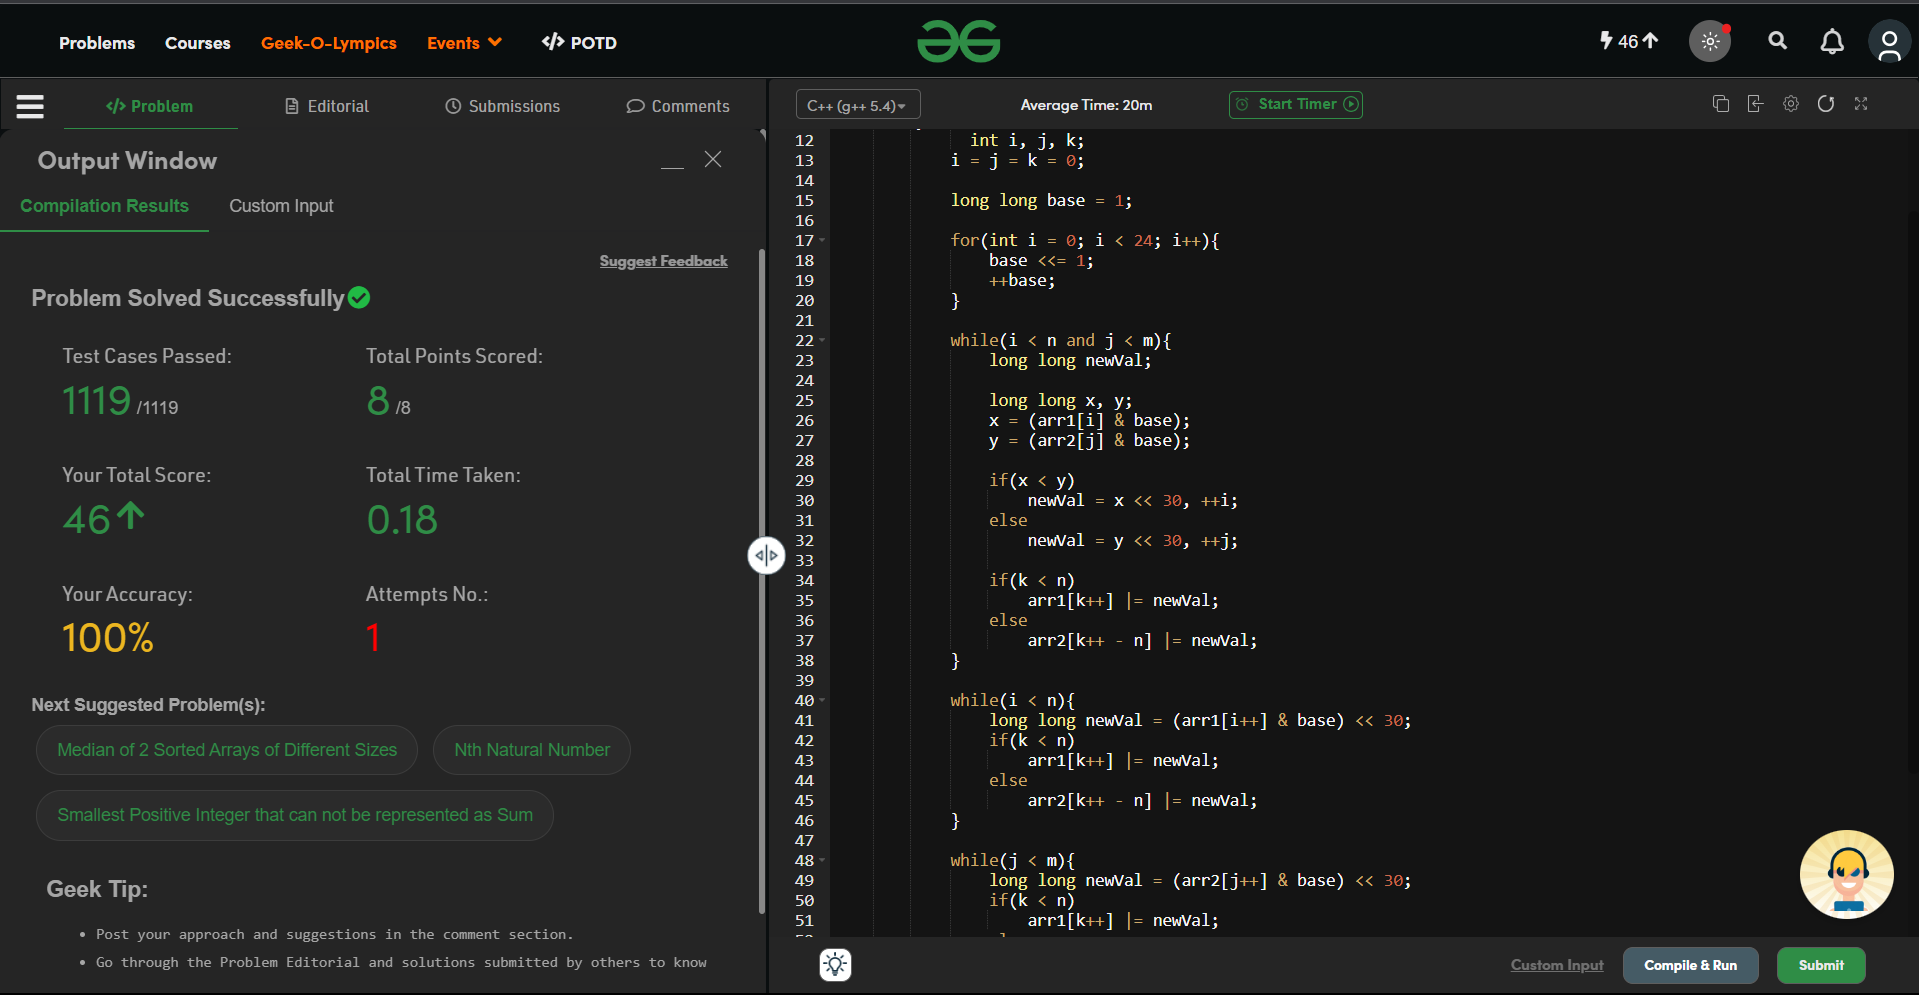 Problems Courses Geek-O-Lympics Events </> POTD
46
</> Problem Editorial Submissions Comments
Output Window
Compilation Results Custom Input
Suggest Feedback
Problem Solved Successfully
Test Cases Passed: Total Points Scored:
1119 /1119 8 /8
Your Total Score: Total Time Taken:
46 0.18
Your Accuracy: Attempts No.:
100% 1
Next Suggested Problem(s):
Median of 2 Sorted Arrays of Different Sizes Nth Natural Number
Smallest Positive Integer that can not be represented as Sum
Geek Tip:
• Post your approach and suggestions in the comment section.
• Go through the Problem Editorial and solutions submitted by others to know
C++ (g++ 5.4) Average Time: 20m Start Timer
12 int i, j, k;
13 i = j = k = 0;
14
15 long long base = 1;
16
17 for(int i = 0; i < 24; i++){
18 base <<= 1;
19 ++base;
20 }
21
22 while(i < n and j < m){
23 long long newVal;
24
25 long long x, y;
26 x = (arr1[i] & base);
27 y = (arr2[j] & base);
28
29 if(x < y)
30 newVal = x << 30, ++i;
31 else
32 newVal = y << 30, ++j;
33
34 if(k < n)
35 arr1[k++] |= newVal;
36 else
37 arr2[k++ - n] |= newVal;
38 }
39
40 while(i < n){
41 long long newVal = (arr1[i++] & base) << 30;
42 if(k < n)
43 arr1[k++] |= newVal;
44 else
45 arr2[k++ - n] |= newVal;
46 }
47
48 while(j < m){
49 long long newVal = (arr2[j++] & base) << 30;
50 if(k < n)
51 arr1[k++] |= newVal;
Custom Input Compile & Run Submit